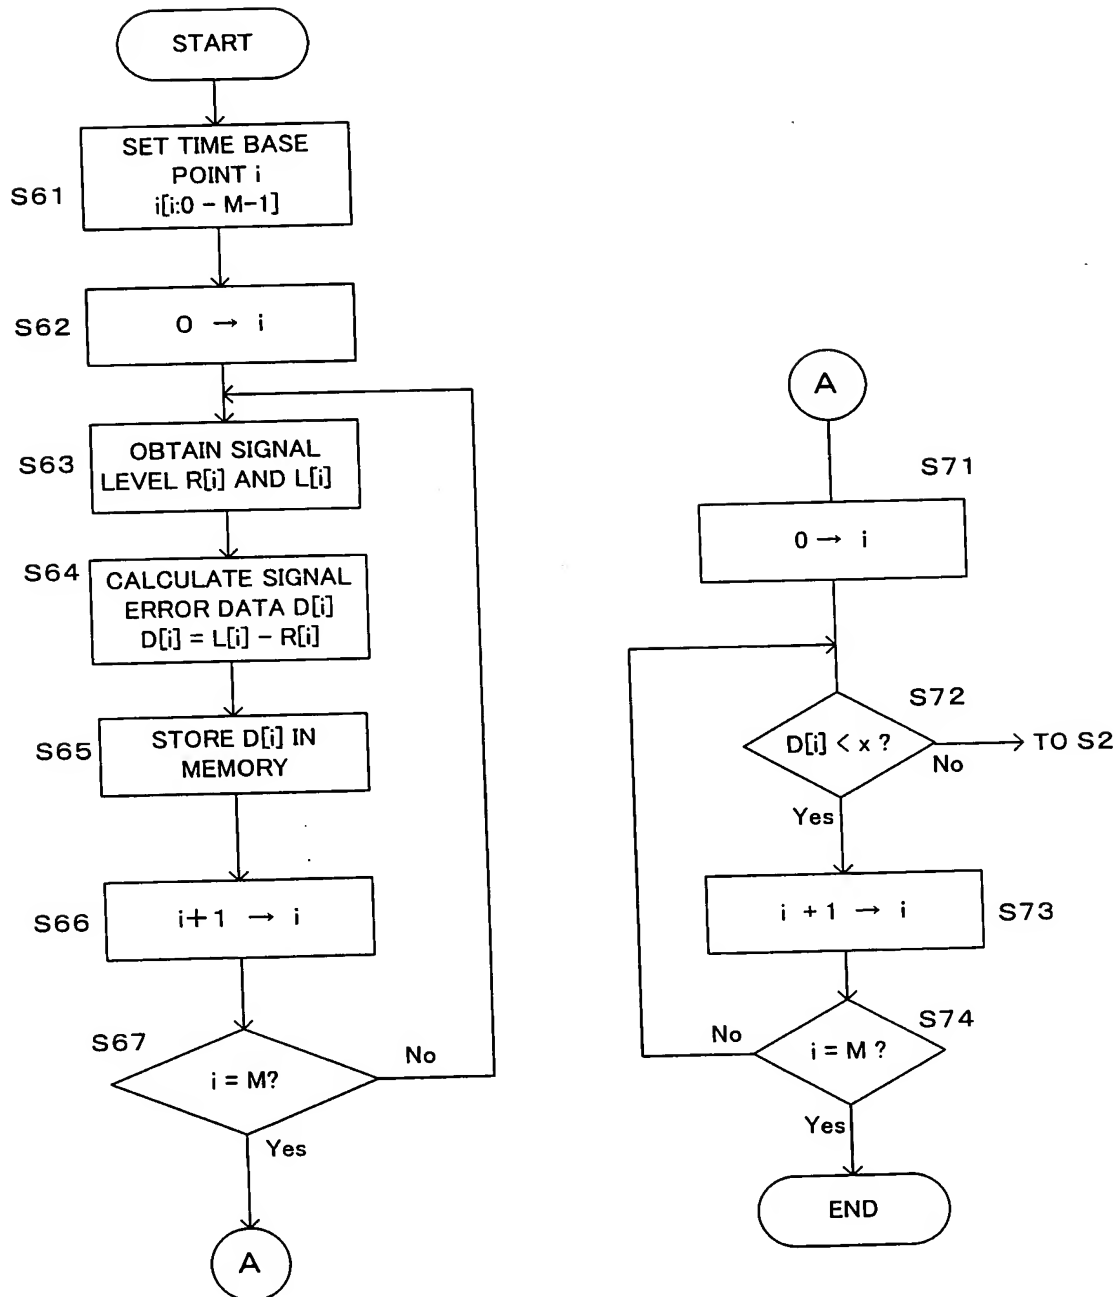 START
SET TIME BASE
POINT i
i[i:0 - M-1]
S61
0 → i
S62
OBTAIN SIGNAL
LEVEL R[i] AND L[i]
S63
S64
CALCULATE SIGNAL
ERROR DATA D[i]
D[i] = L[i] - R[i]
S65
STORE D[i] IN
MEMORY
S66
i+1 → i
S67
i = M?
No
Yes
A
A
S71
0 → i
S72
D[i] < x ?
No
TO S2
Yes
i + 1 → i
S73
S74
No
i = M ?
Yes
END